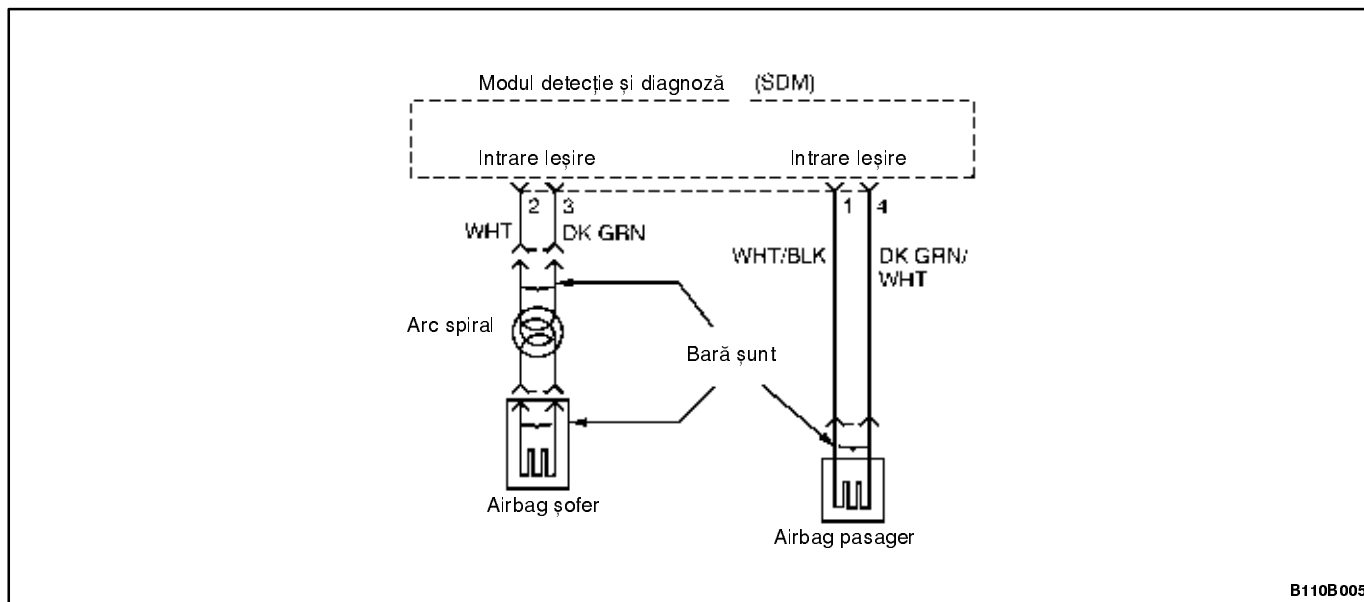 Modul detecție și diagnoză (SDM)
Intrare Ieșire
Intrare Ieșire
2 3
1 4
WHT DK GRN
WHT/BLK
DK GRN/
WHT
Arc spiral
Bară șunt
Airbag șofer
Airbag pasager
B110B005